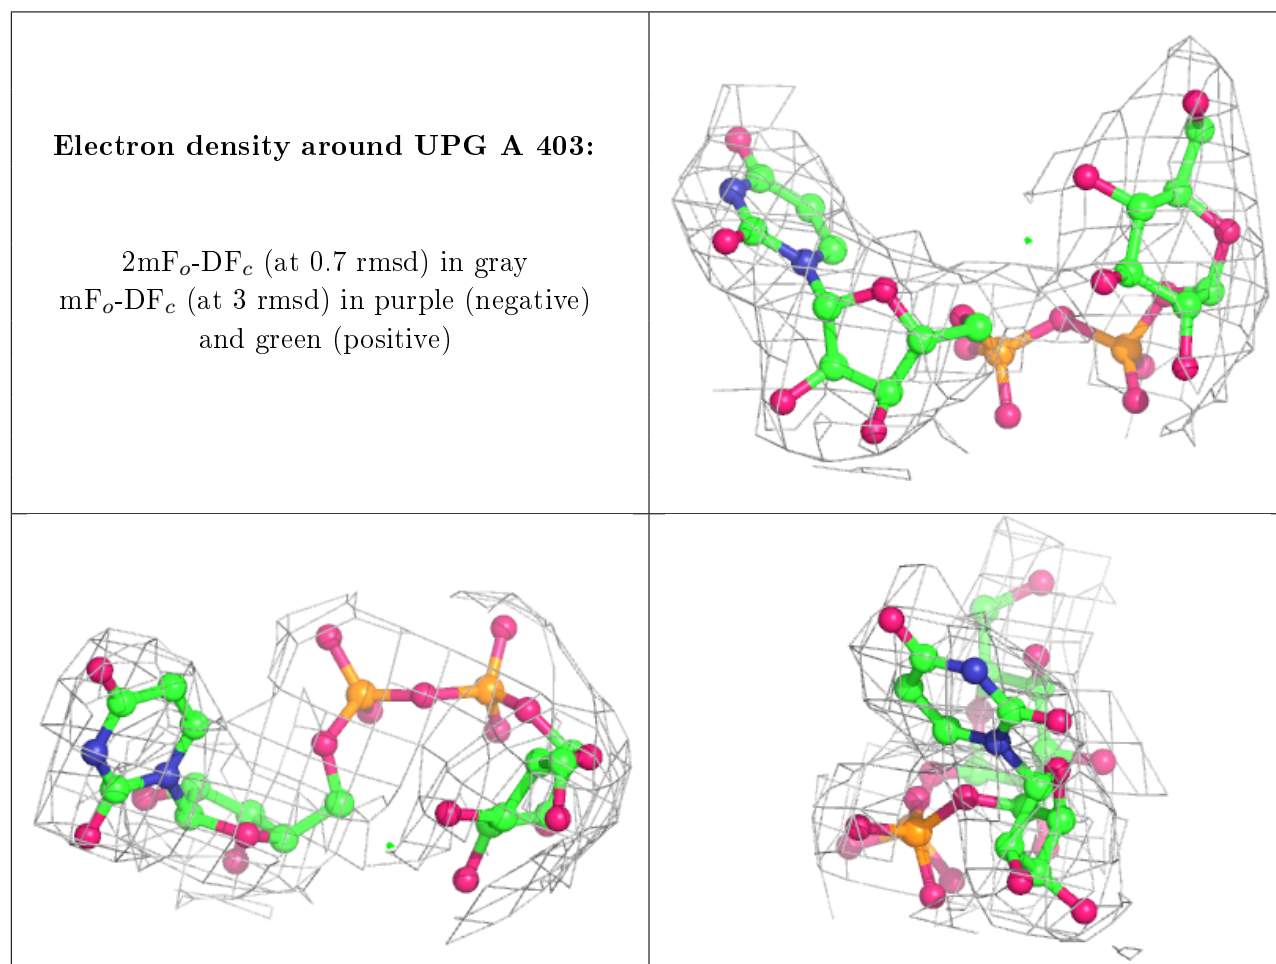 Electron density around UPG A 403:
2mFo-DFc (at 0.7 rmsd) in gray
mFo-DFc (at 3 rmsd) in purple (negative)
and green (positive)